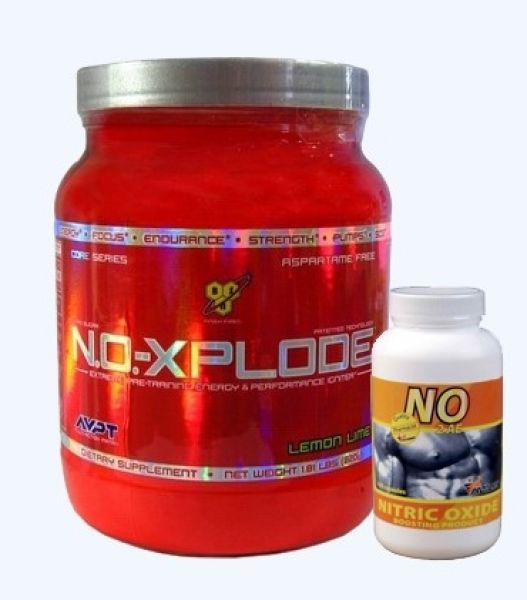 ENERGY* • FOCUS* • ENDURANCE* • STRENGTH* • PUMPS*
CORE SERIES
ASPARTAME FREE
PATENTED TECHNOLOGY
N.O.-XPLODE
EXTREME PRE-TRAINING ENERGY & PERFORMANCE IGNITER*
AVPT
LEMON LIME
DIETARY SUPPLEMENT • NET WEIGHT 1.81 LBS
NO
NITRIC OXIDE
BOOSTING PRODUCT